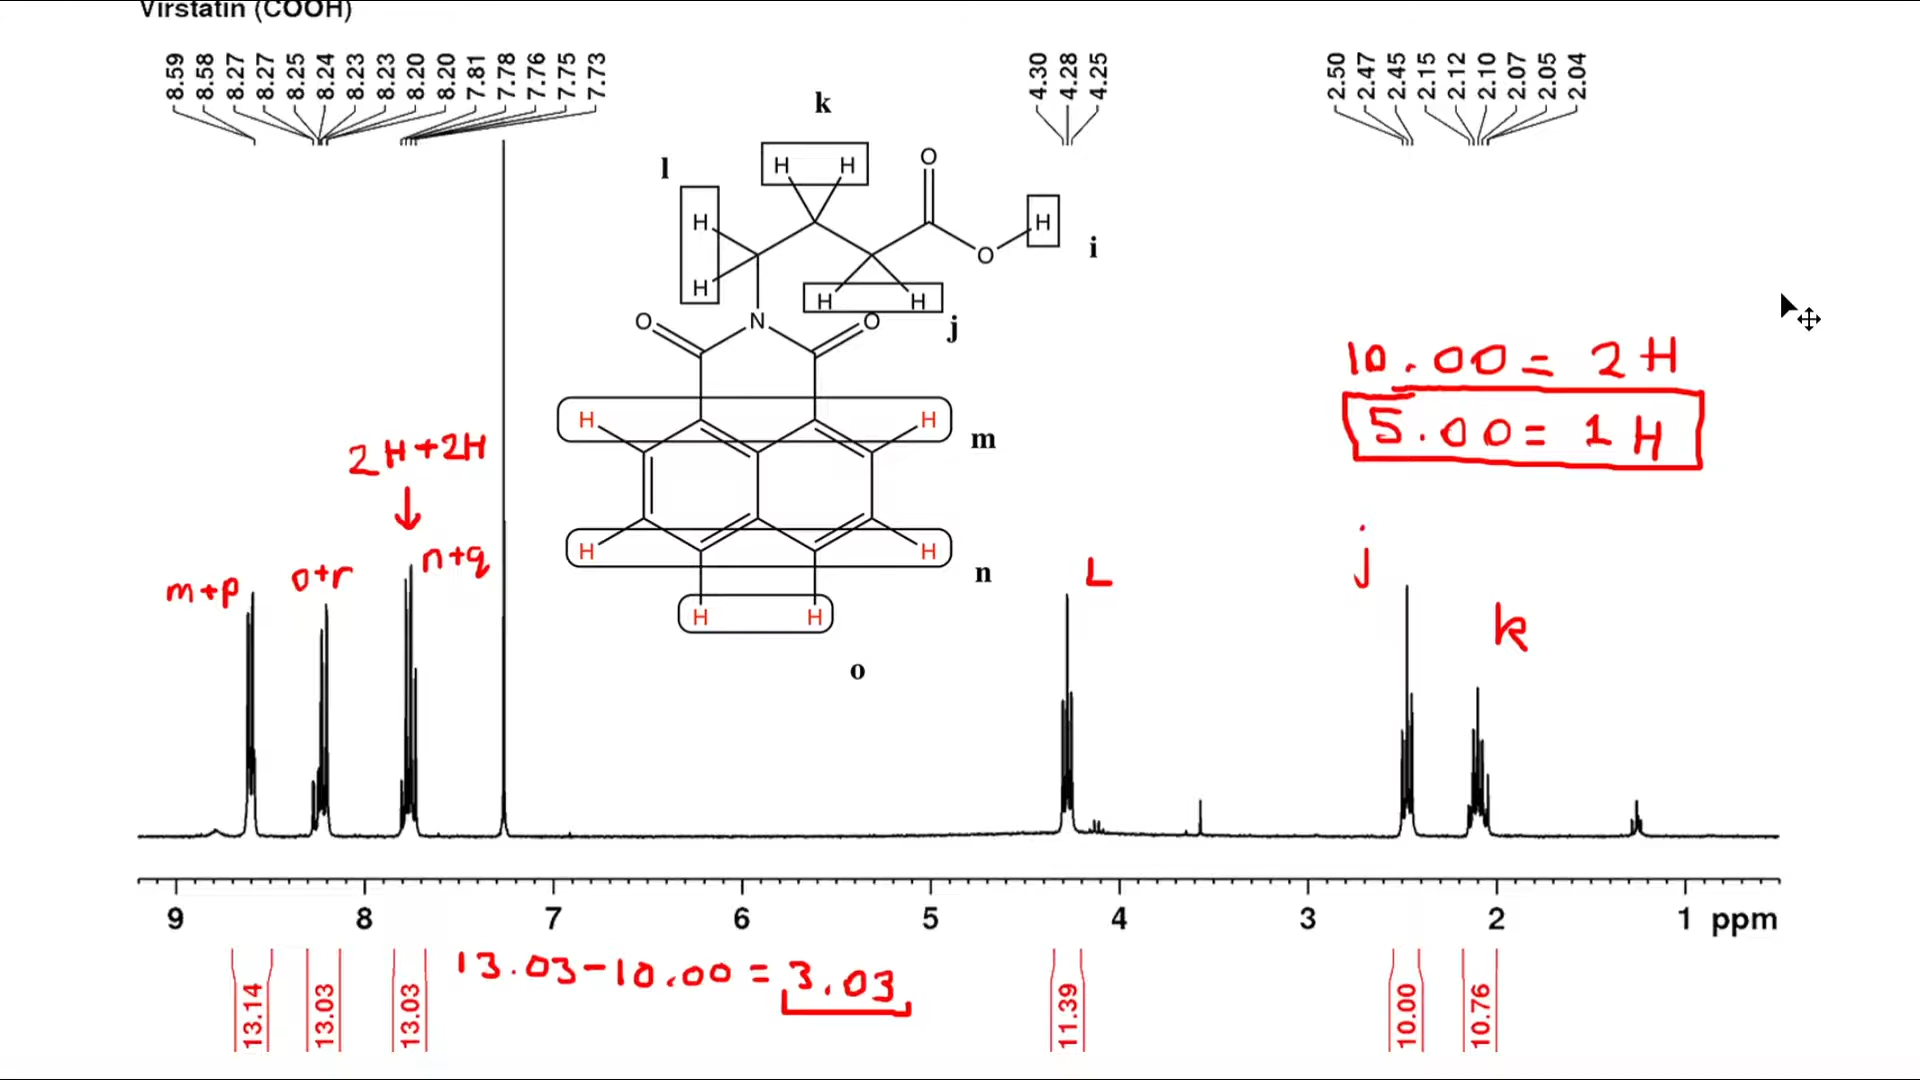 Virstatin (COOH)
8.59 8.58 8.27 8.27 8.25 8.24 8.23 8.23 8.20 8.20 7.81 7.78 7.76 7.75 7.73
4.30 4.28 4.25
2.50 2.47 2.45 2.15 2.12 2.10 2.07 2.05 2.04
k
l
H H
O
H
H
i
O
H
H H
j
O N O
10.00 = 2H
5.00 = 1H
H H
m
2H+2H
H H
n
n+q
m+p
o+r
L
j
k
H H
o
9 8 7 6 5 4 3 2 1 ppm
13.03-10.00 = 3.03
13.14 13.03 13.03 11.39 10.00 10.76